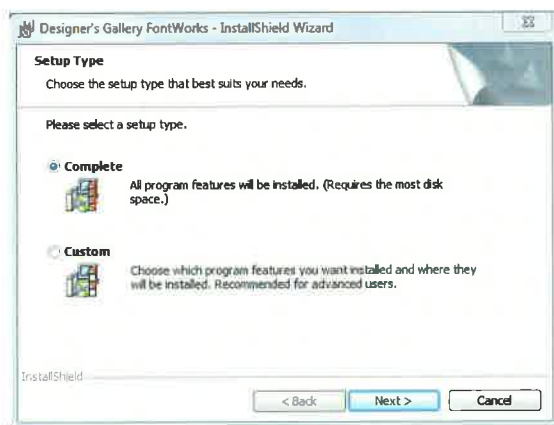 Designer's Gallery FontWorks - InstallShield Wizard
Setup Type
Choose the setup type that best suits your needs.
Please select a setup type.
Complete
All program features will be installed. (Requires the most disk
space.)
Custom
Choose which program features you want installed and where they
will be installed. Recommended for advanced users.
InstallShield
< Back
Next >
Cancel